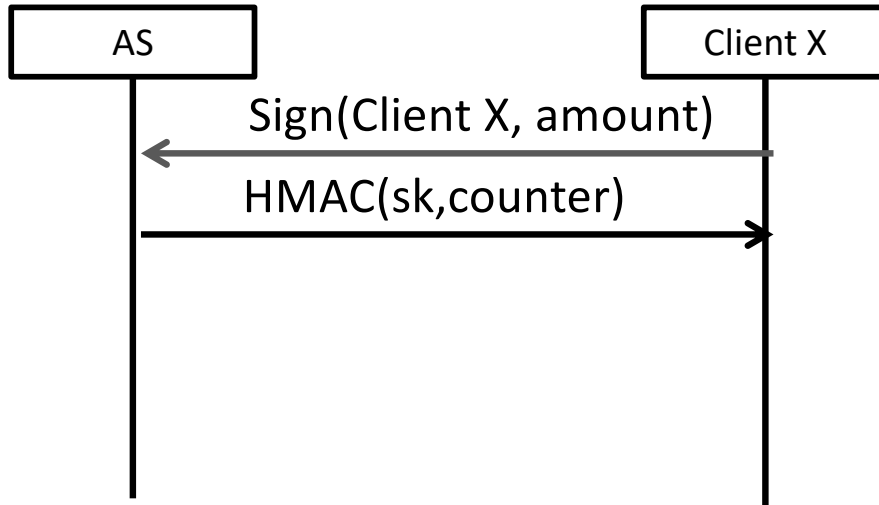 AS
Client X
Sign(Client X, amount)
HMAC(sk,counter)